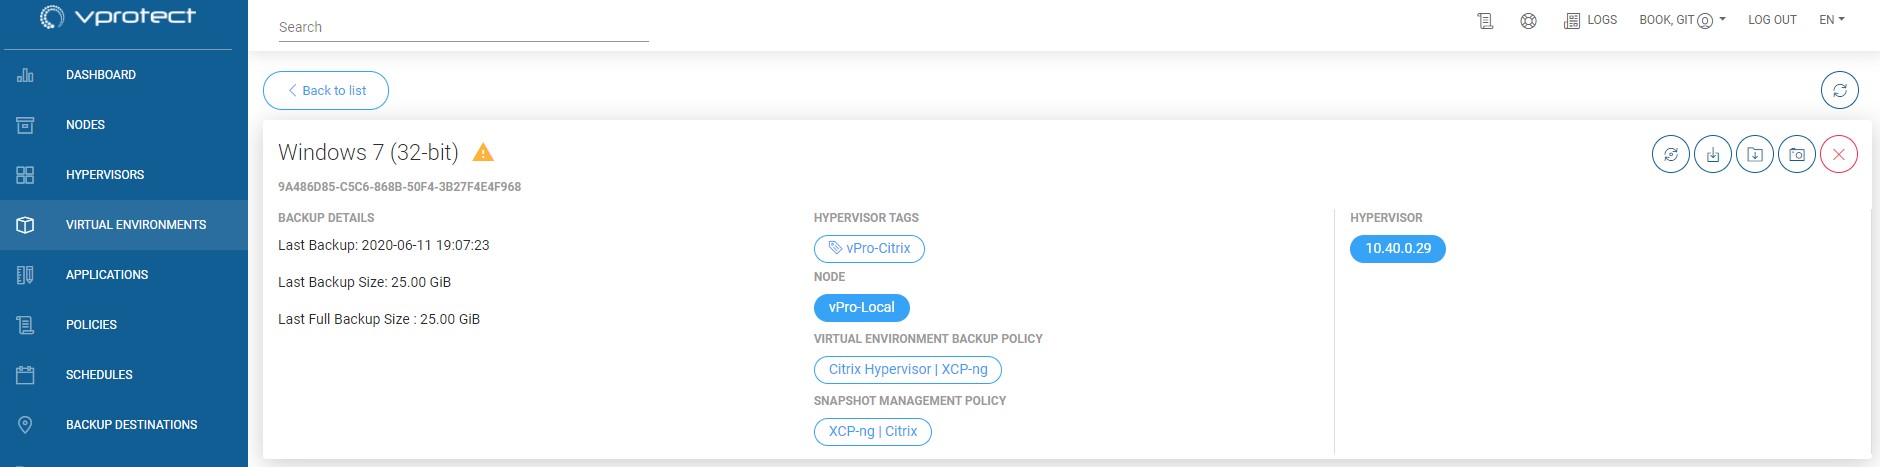 vprotect
Search
LOGS
BOOK, GIT
LOG OUT
EN
DASHBOARD
NODES
HYPERVISORS
VIRTUAL ENVIRONMENTS
APPLICATIONS
POLICIES
SCHEDULES
BACKUP DESTINATIONS
Back to list
Windows 7 (32-bit)
9A486D85-C5C6-868B-50F4-3B27F4E4F968
BACKUP DETAILS
Last Backup: 2020-06-11 19:07:23
Last Backup Size: 25.00 GiB
Last Full Backup Size : 25.00 GiB
HYPERVISOR TAGS
vPro-Citrix
NODE
vPro-Local
VIRTUAL ENVIRONMENT BACKUP POLICY
Citrix Hypervisor | XCP-ng
SNAPSHOT MANAGEMENT POLICY
XCP-ng | Citrix
HYPERVISOR
10.40.0.29